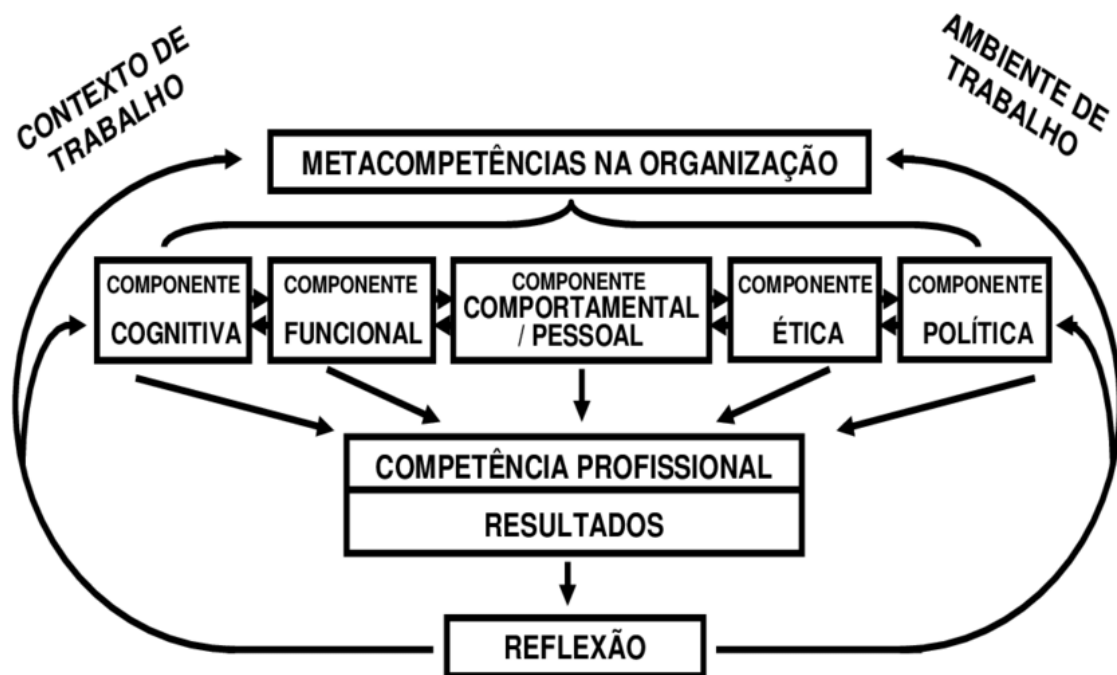 CONTEXTO DE
TRABALHO
AMBIENTE DE
TRABALHO
METACOMPETÊNCIAS NA ORGANIZAÇÃO
COMPONENTE
COGNITIVA
COMPONENTE
FUNCIONAL
COMPONENTE
COMPORTAMENTAL
/ PESSOAL
COMPONENTE
ÉTICA
COMPONENTE
POLÍTICA
COMPETÊNCIA PROFISSIONAL
RESULTADOS
REFLEXÃO